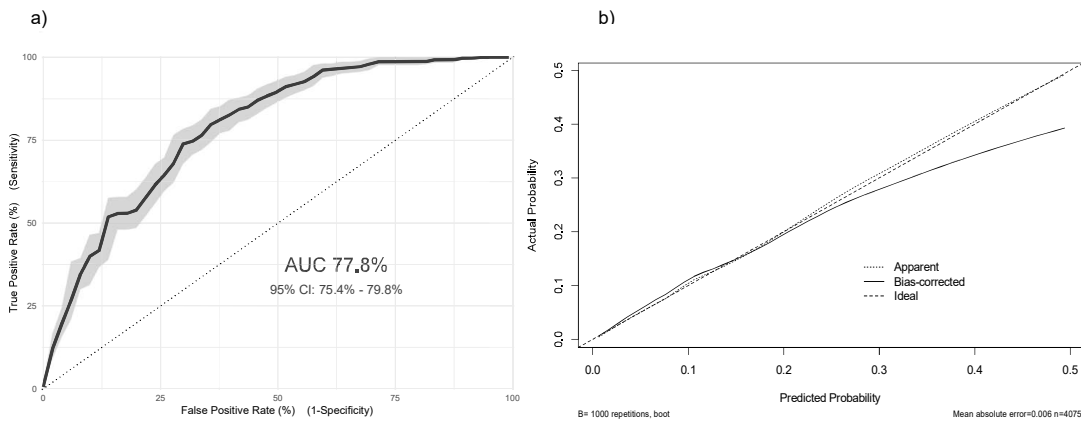 a)
100
75
50
25
0
True Positive Rate (%) (Sensitivity)
AUC 77.8%
95% CI: 75.4% - 79.8%
0 25 50 75 100
False Positive Rate (%) (1-Specificity)
b)
0.5
0.4
0.3
0.2
0.1
0.0
Actual Probability
Apparent
Bias-corrected
Ideal
0.0 0.1 0.2 0.3 0.4 0.5
Predicted Probability
B= 1000 repetitions, boot
Mean absolute error=0.006 n=4075